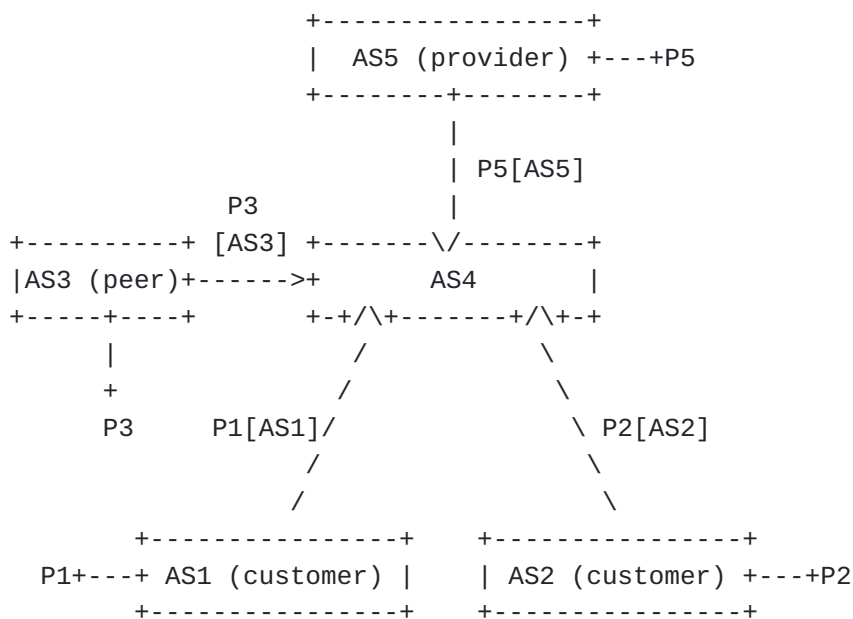 +-----------------+
                  |  AS5 (provider) +---+P5
                  +--------+--------+
                           |
                           | P5[AS5]
             P3            |
+----------+ [AS3] +-------\/--------+
|AS3 (peer)+------>+       AS4       |
+-----+----+       +-+/\+-------+/\+-+
      |               /          \
      +              /            \
      P3     P1[AS1]/              \ P2[AS2]
                   /                \
                  /                  \
        +----------------+    +----------------+
  P1+---+ AS1 (customer) |    | AS2 (customer) +---+P2
        +----------------+    +----------------+